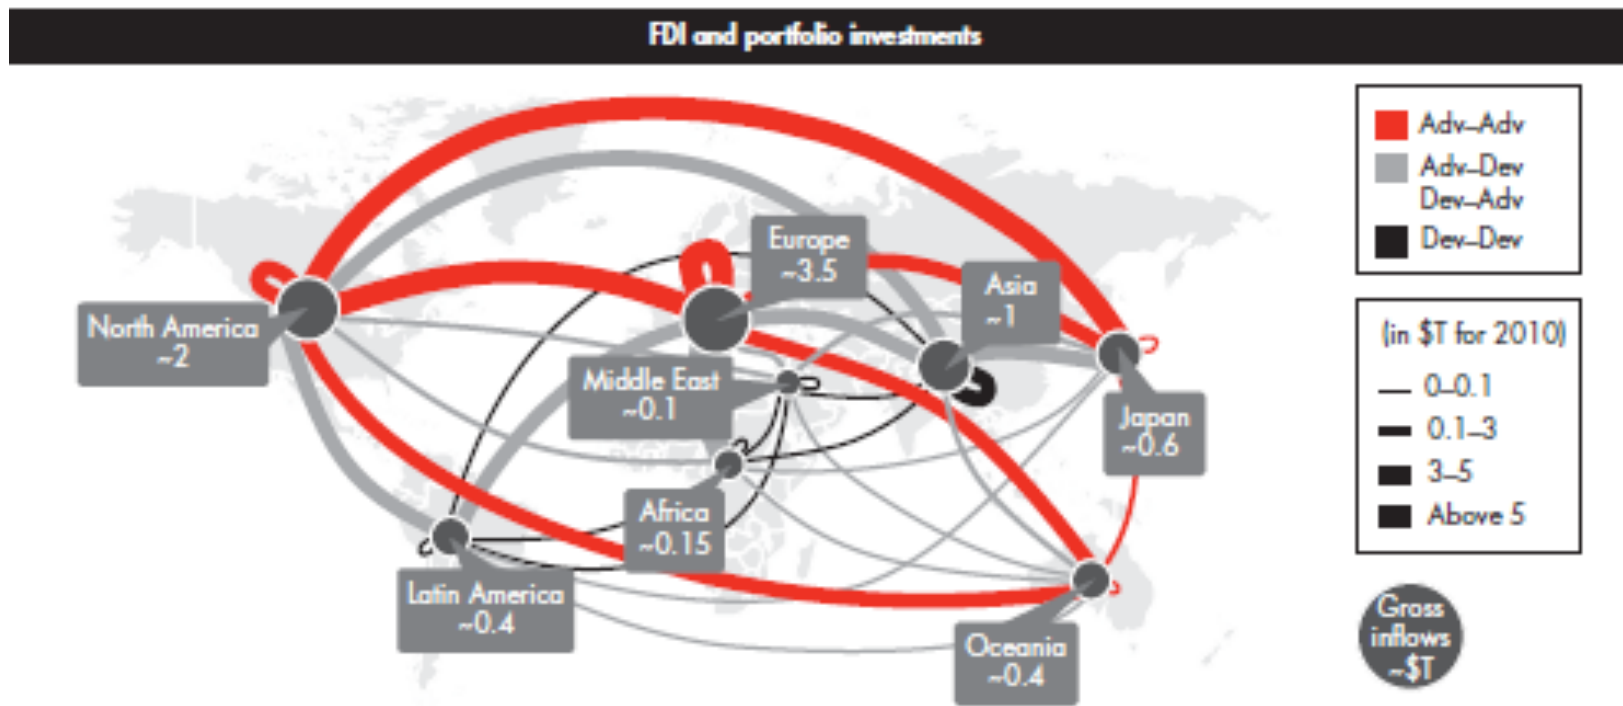 FDI and portfolio investments
Adv–Adv
Adv–Dev
Dev–Adv
Dev–Dev
Europe
~3.5
Asia
~1
North America
~2
Middle East
~0.1
Japan
~0.6
Africa
~0.15
Latin America
~0.4
Oceania
~0.4
(in $T for 2010)
0–0.1
0.1–3
3–5
Above 5
Gross
inflows
~$T